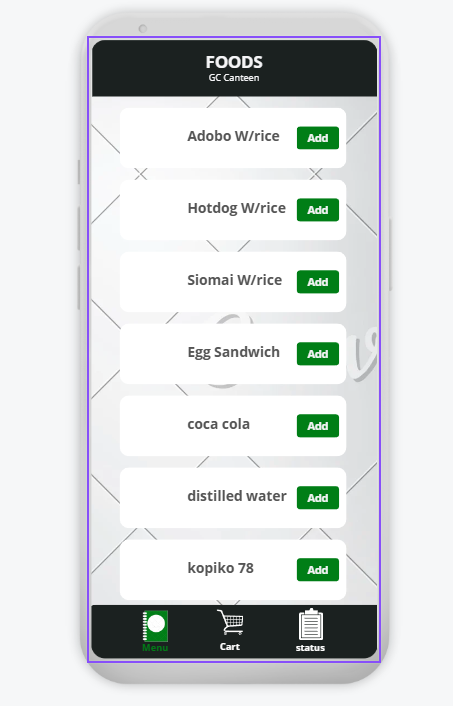 FOODS
GC Canteen
Adobo W/rice
Add
Hotdog W/rice
Add
Siomai W/rice
Add
Egg Sandwich
Add
coca cola
Add
distilled water
Add
kopiko 78
Add
Menu
Cart
status